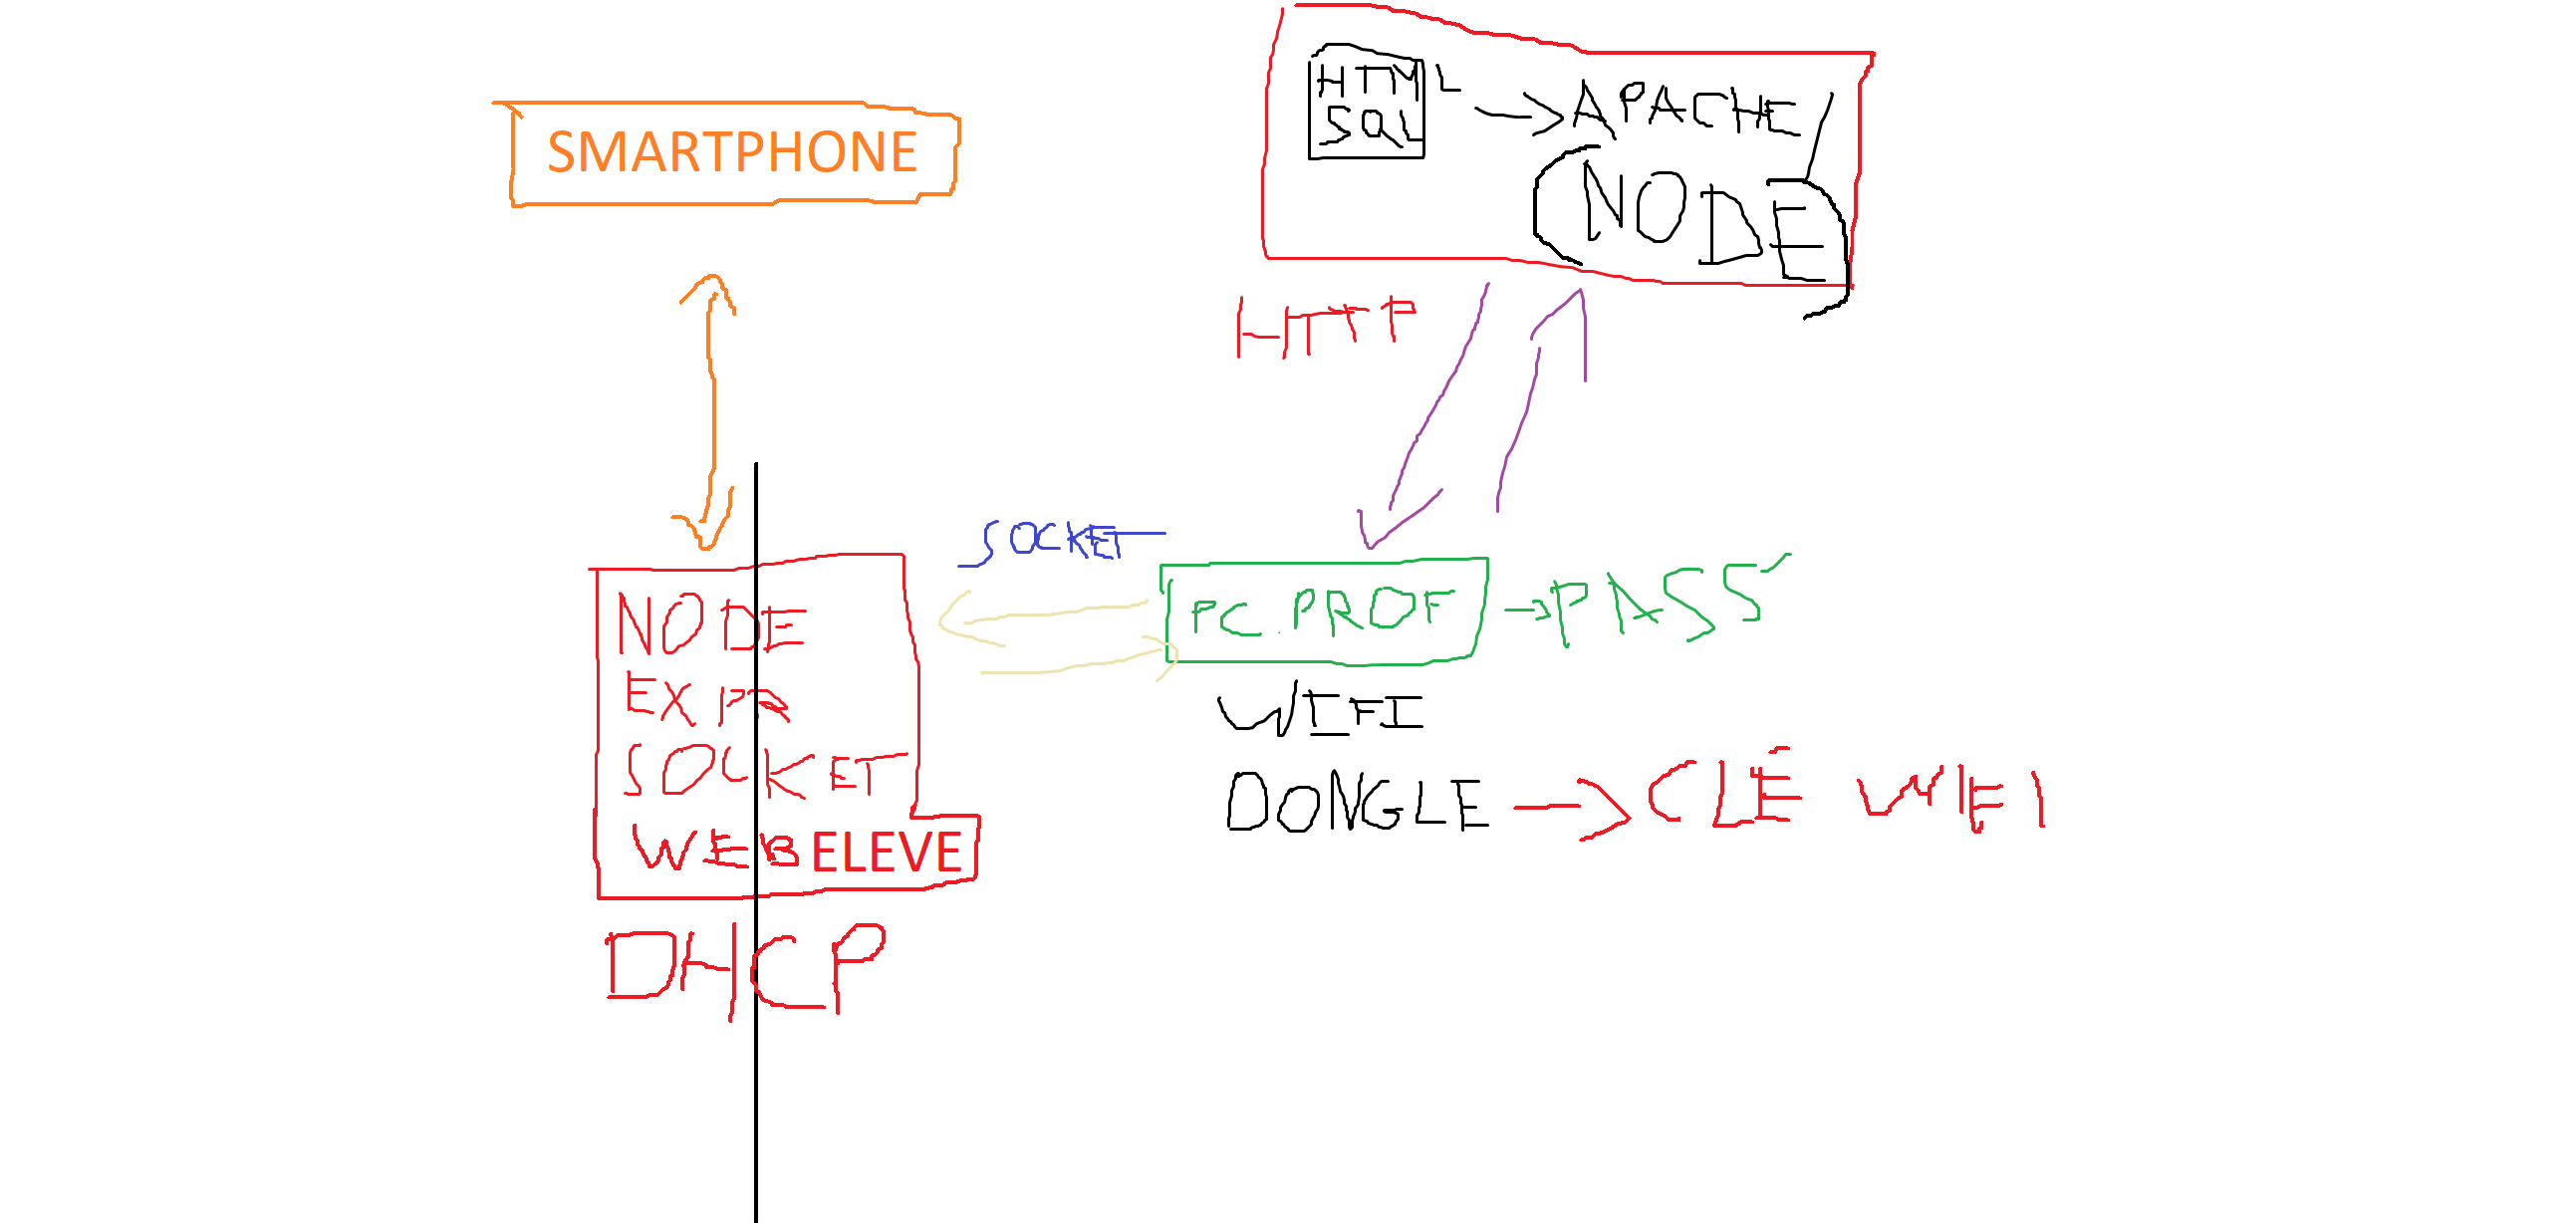 SMARTPHONE
HTML
SQL
→ APACHE /
(NODE)
HTTP
SOCKET
PC.PROF → PASS
NODE
EXPR
SOCKET
WEB ELEVE
DHCP
WIFI
DONGLE → CLÉ WIFI